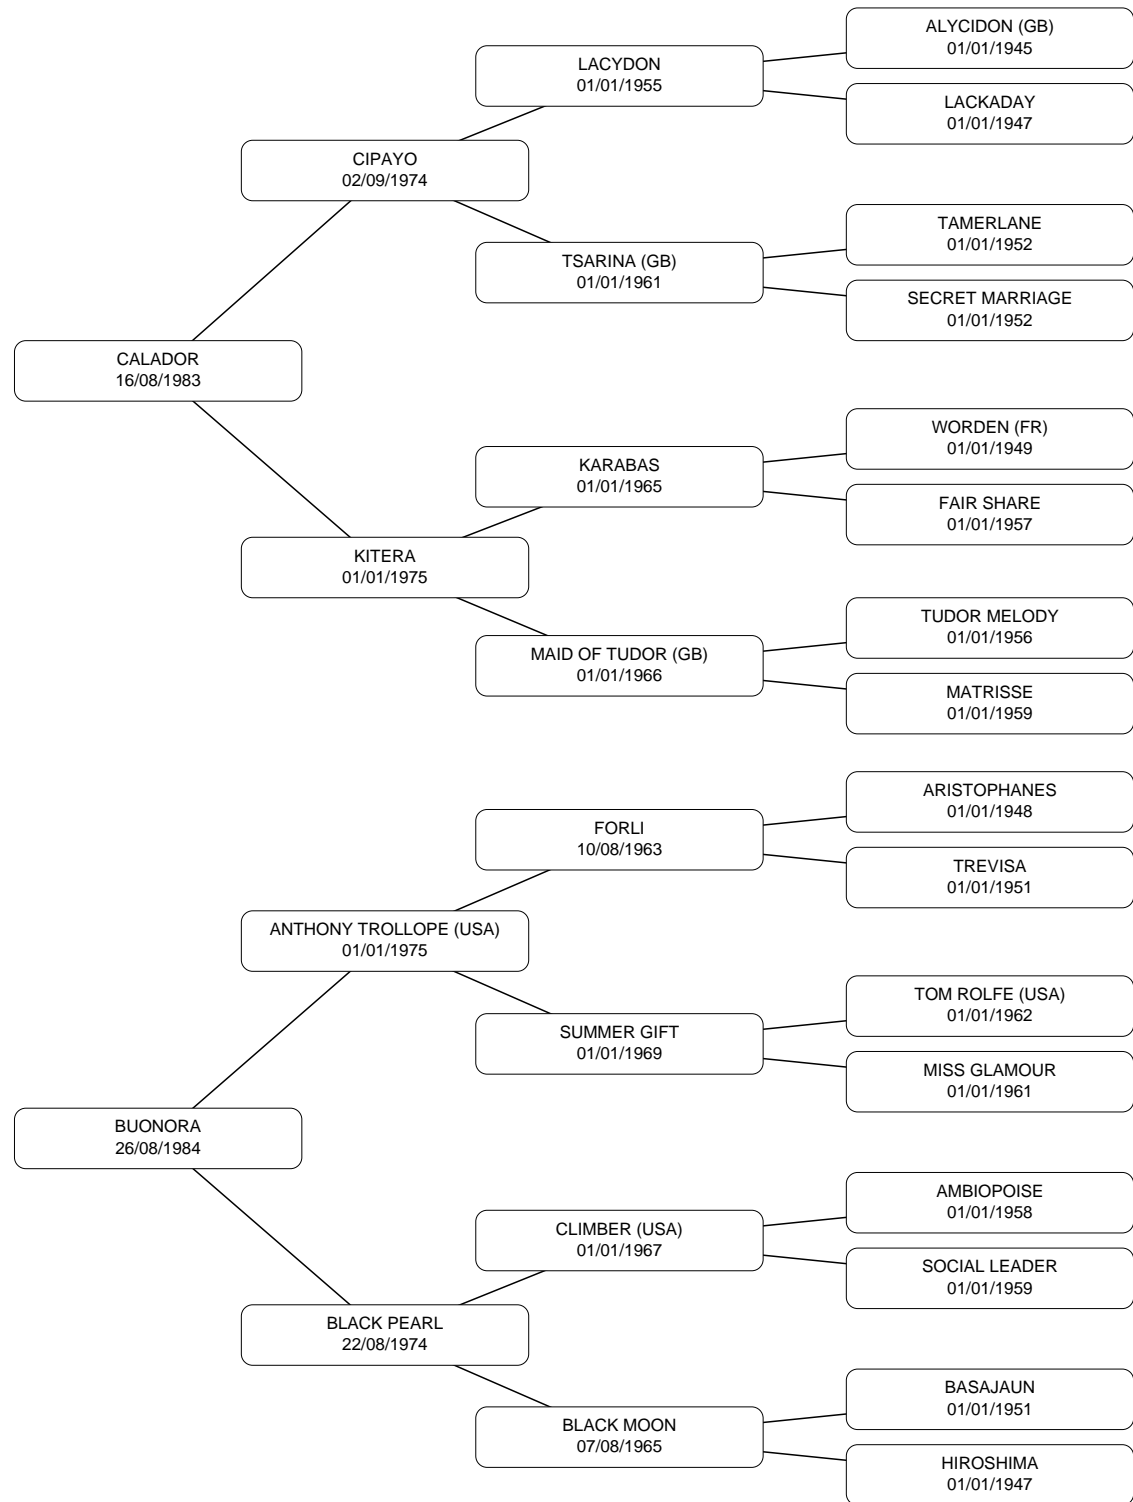 ALYCIDON (GB)
01/01/1945
LACYDON
01/01/1955
LACKADAY
01/01/1947
CIPAYO
02/09/1974
TAMERLANE
01/01/1952
TSARINA (GB)
01/01/1961
SECRET MARRIAGE
01/01/1952
CALADOR
16/08/1983
WORDEN (FR)
01/01/1949
KARABAS
01/01/1965
FAIR SHARE
01/01/1957
KITERA
01/01/1975
TUDOR MELODY
01/01/1956
MAID OF TUDOR (GB)
01/01/1966
MATRISSE
01/01/1959
ARISTOPHANES
01/01/1948
FORLI
10/08/1963
TREVISA
01/01/1951
ANTHONY TROLLOPE (USA)
01/01/1975
TOM ROLFE (USA)
01/01/1962
SUMMER GIFT
01/01/1969
MISS GLAMOUR
01/01/1961
BUONORA
26/08/1984
AMBIOPOISE
01/01/1958
CLIMBER (USA)
01/01/1967
SOCIAL LEADER
01/01/1959
BLACK PEARL
22/08/1974
BASAJAUN
01/01/1951
BLACK MOON
07/08/1965
HIROSHIMA
01/01/1947